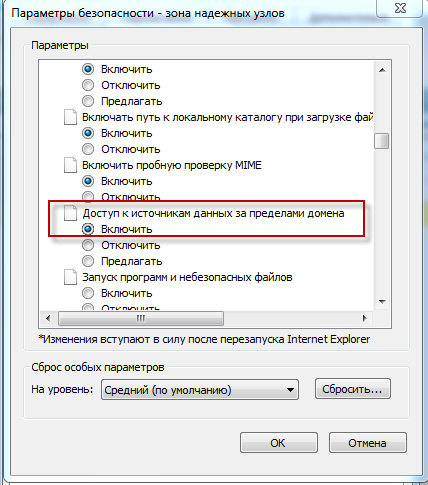 Параметры безопасности - зона надежных узлов
Параметры
Включить
Отключить
Предлагать
Включать путь к локальному каталогу при загрузке фай
Включить
Отключить
Включить пробную проверку MIME
Включить
Отключить
Доступ к источникам данных за пределами домена
Включить
Отключить
Предлагать
Запуск программ и небезопасных файлов
Включить
Отключить
*Изменения вступают в силу после перезапуска Internet Explorer
Сброс особых параметров
На уровень: Средний (по умолчанию) Сбросить...
ОК Отмена